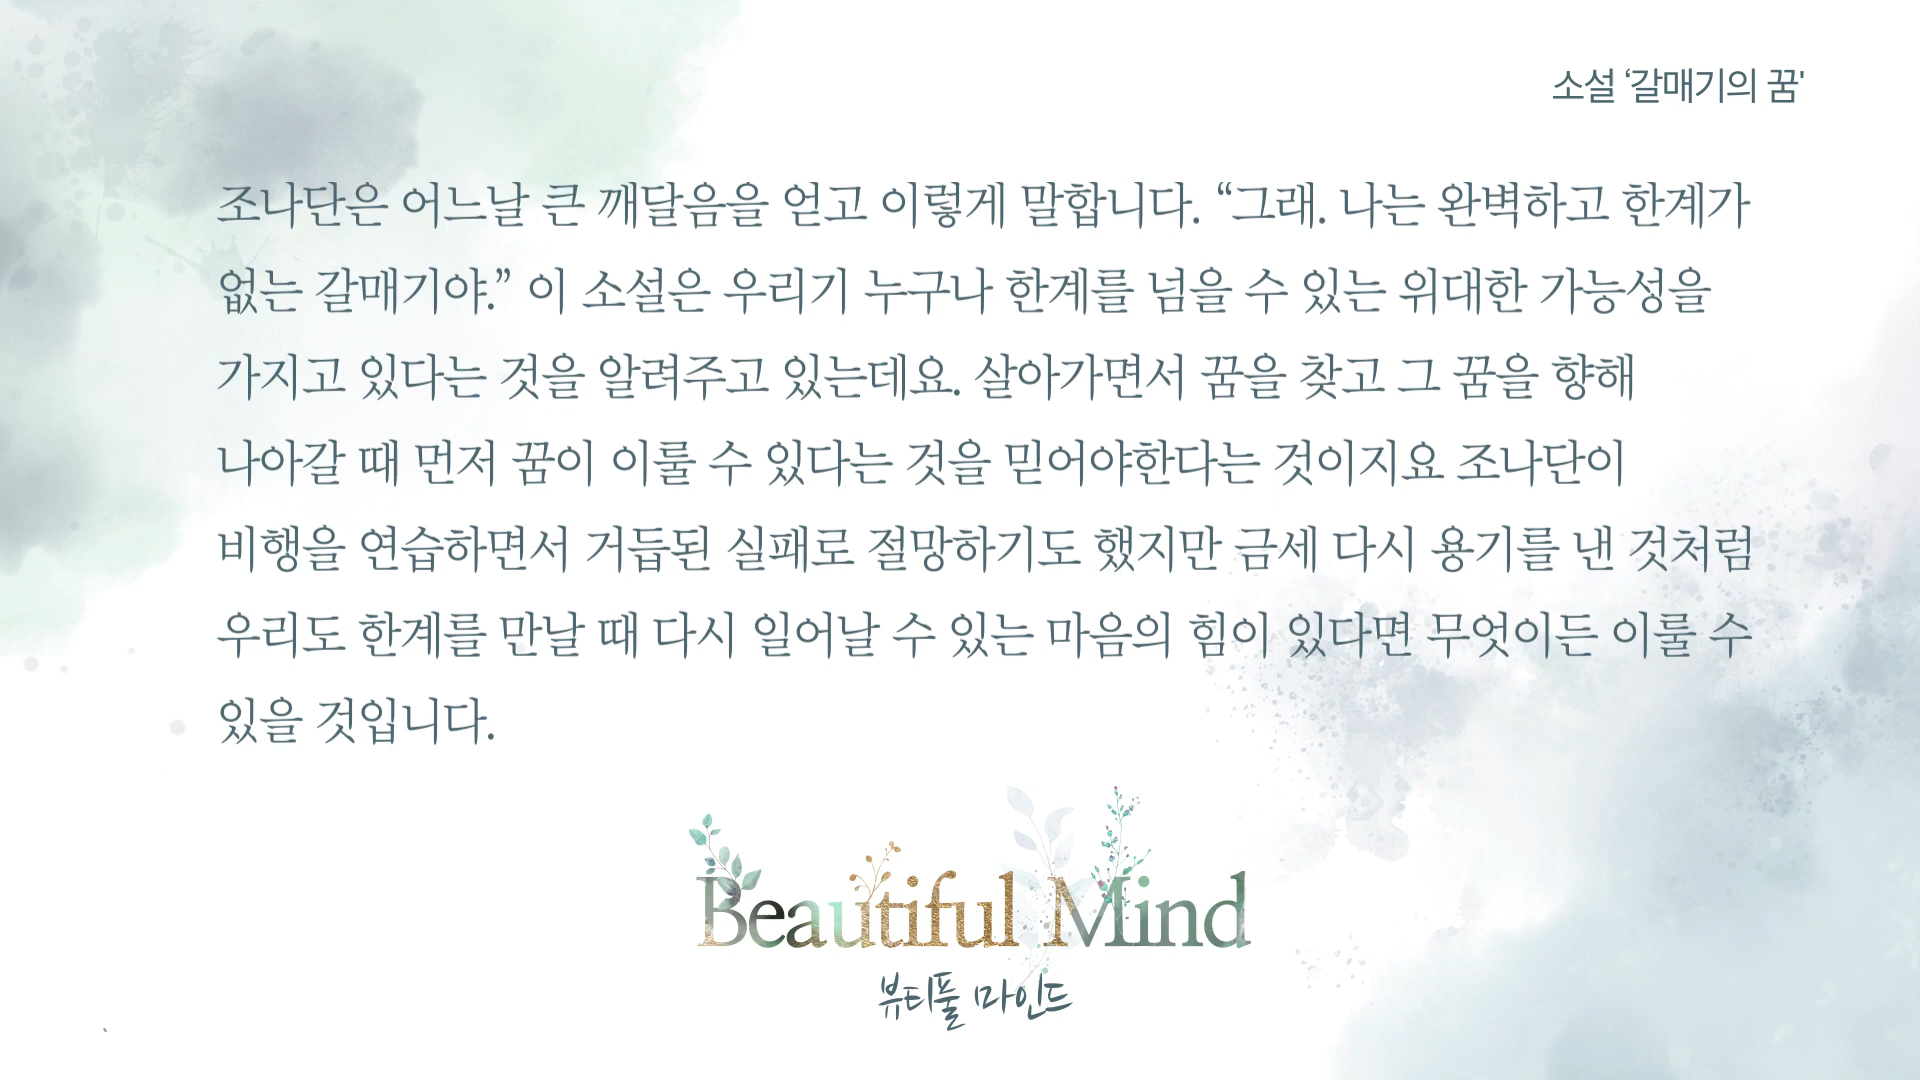 소설 ‘갈매기의 꿈'
조나단은 어느날 큰 깨달음을 얻고 이렇게 말합니다. “그래. 나는 완벽하고 한계가
없는 갈매기야.” 이 소설은 우리기 누구나 한계를 넘을 수 있는 위대한 가능성을
가지고 있다는 것을 알려주고 있는데요. 살아가면서 꿈을 찾고 그 꿈을 향해
나아갈 때 먼저 꿈이 이룰 수 있다는 것을 믿어야한다는 것이지요 조나단이
비행을 연습하면서 거듭된 실패로 절망하기도 했지만 금세 다시 용기를 낸 것처럼
우리도 한계를 만날 때 다시 일어날 수 있는 마음의 힘이 있다면 무엇이든 이룰 수
있을 것입니다.
Beautiful Mind
뷰티풀 마인드